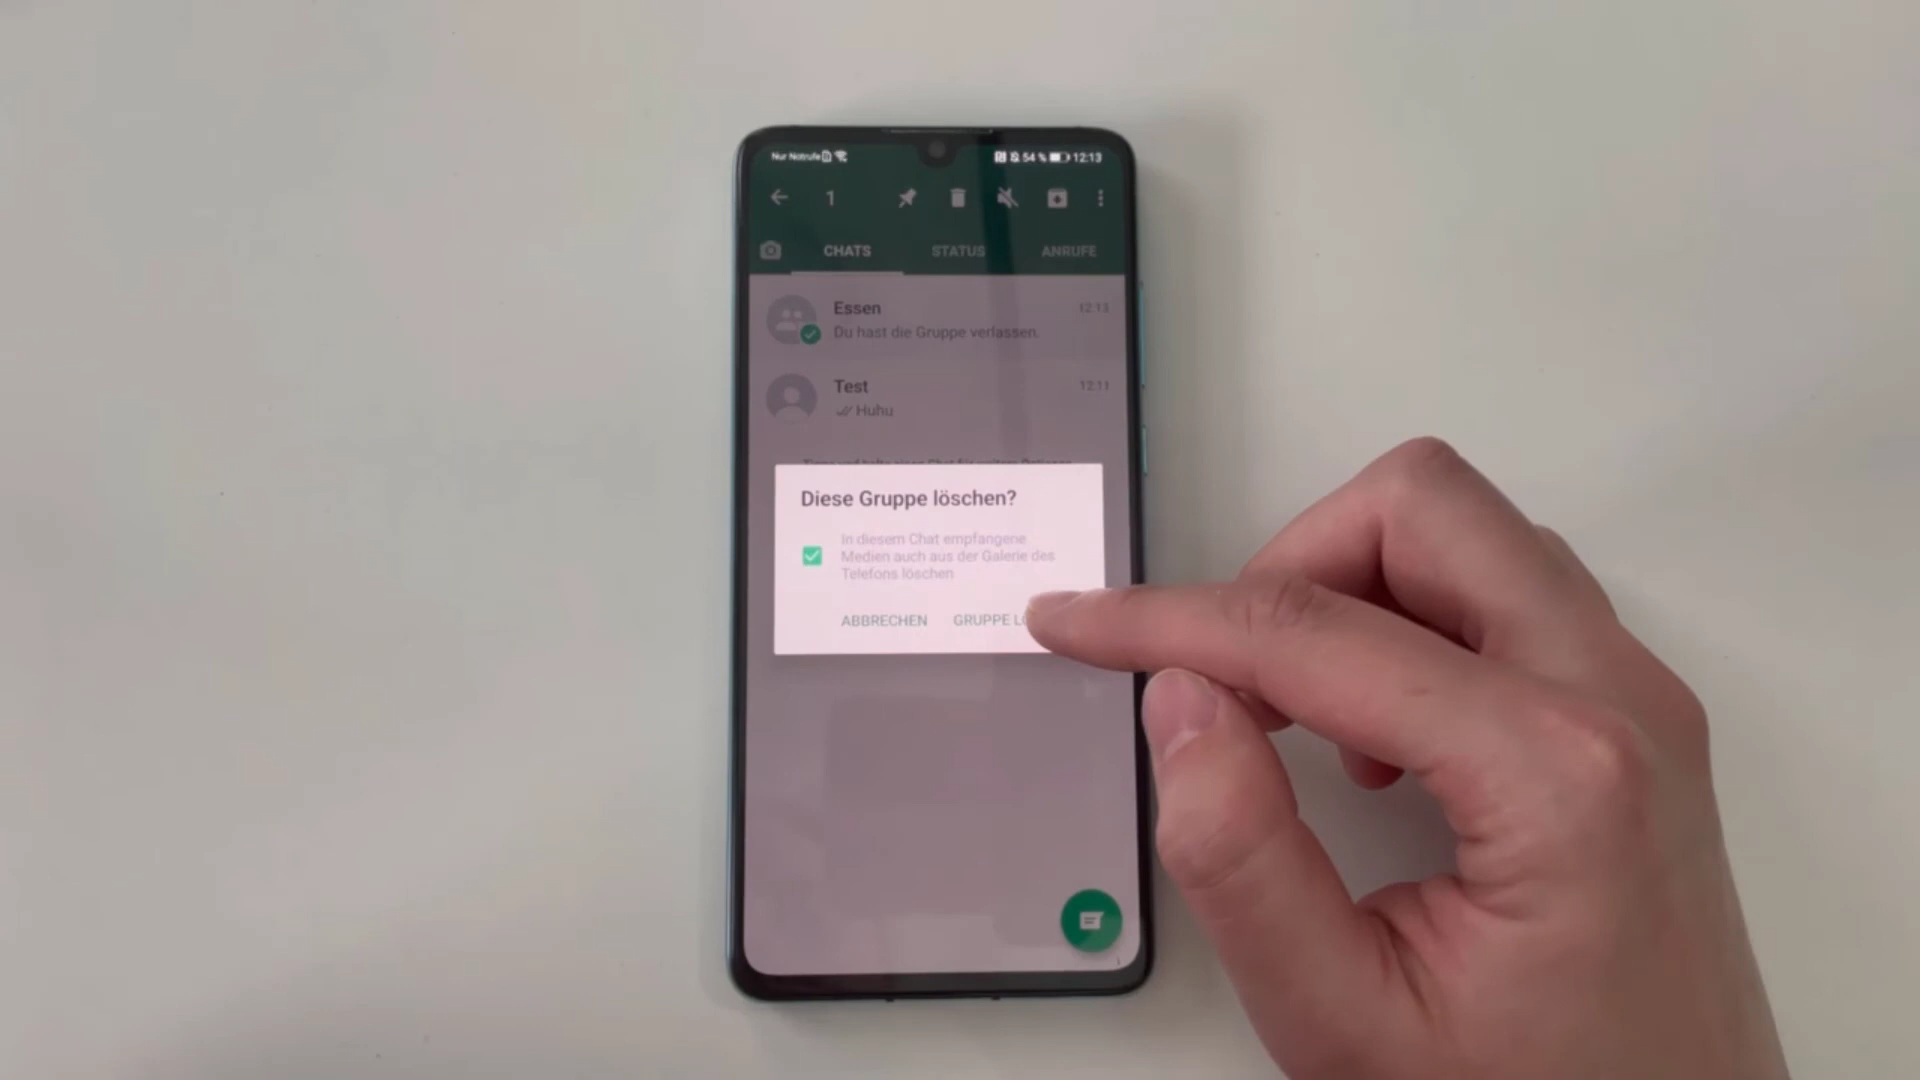 Nur Notrufe 54 % 12:13
1
CHATS STATUS ANRUFE
Essen 12:13
Du hast die Gruppe verlassen.
Test 12:11
Huhu
Diese Gruppe löschen?
In diesem Chat empfangene
Medien auch aus der Galerie des
Telefons löschen
ABBRECHEN GRUPPE